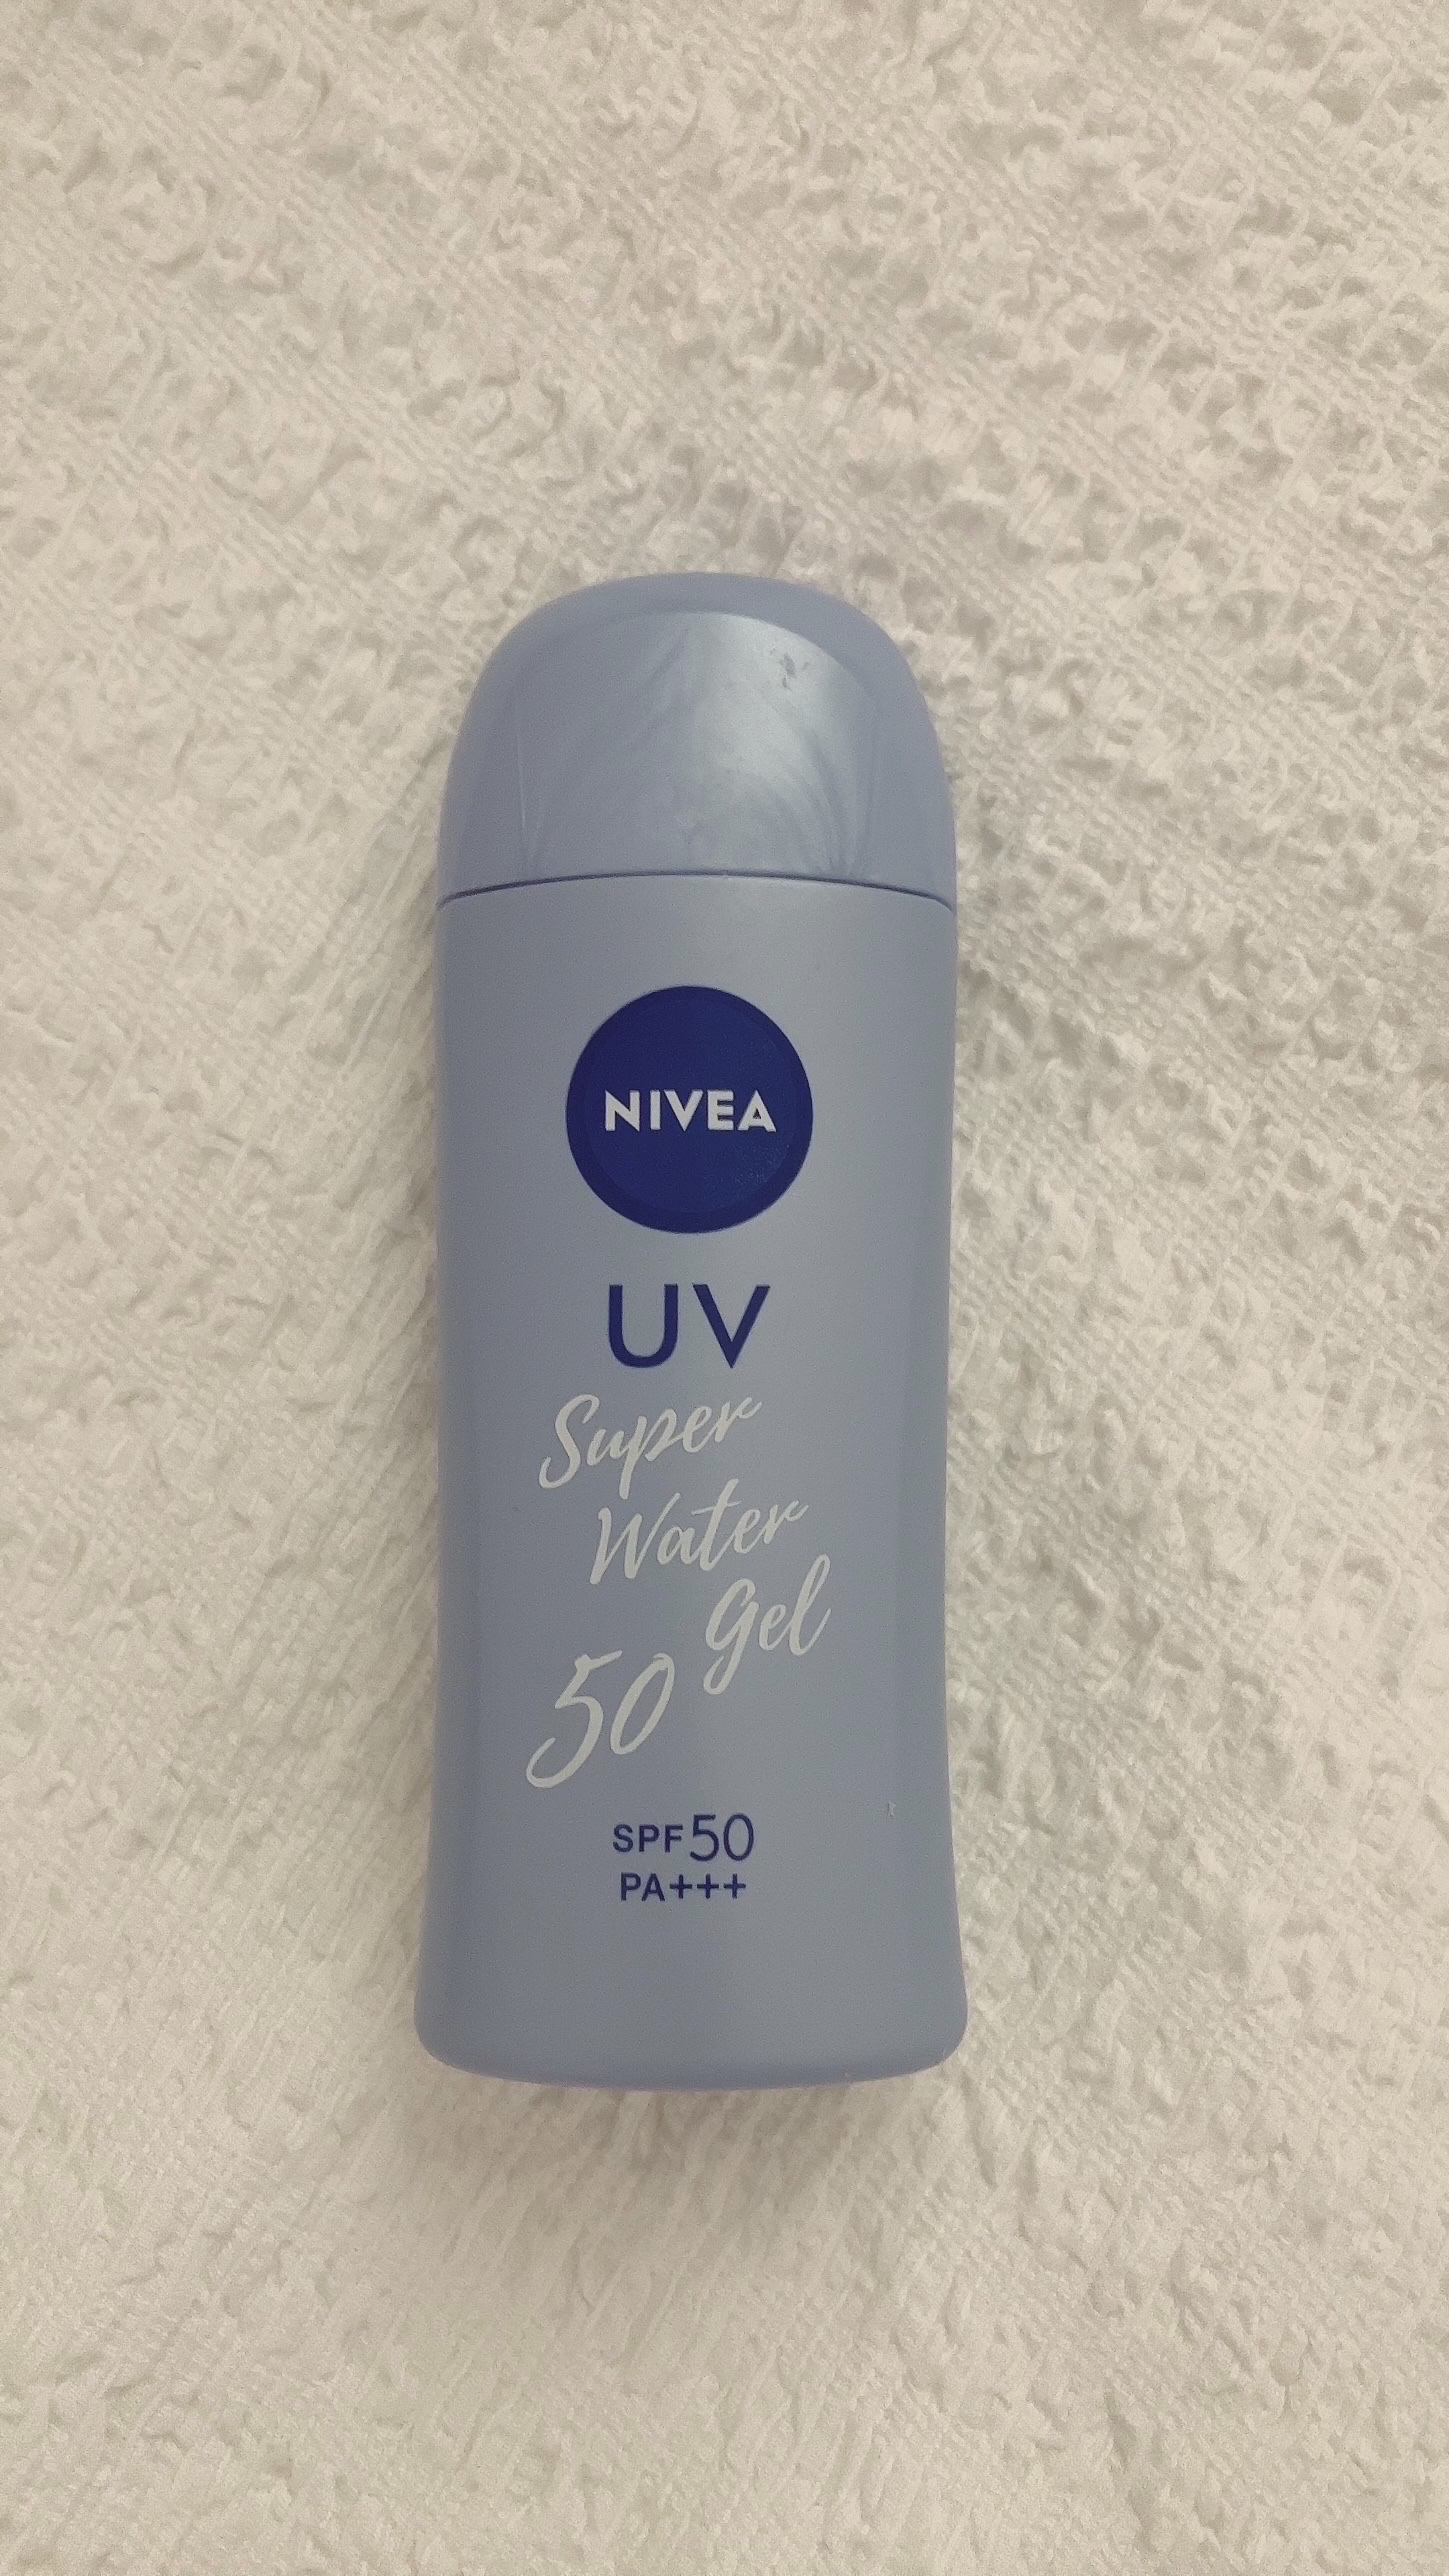 NIVEA
UV
Super
Water
Gel
50
SPF50
PA+++